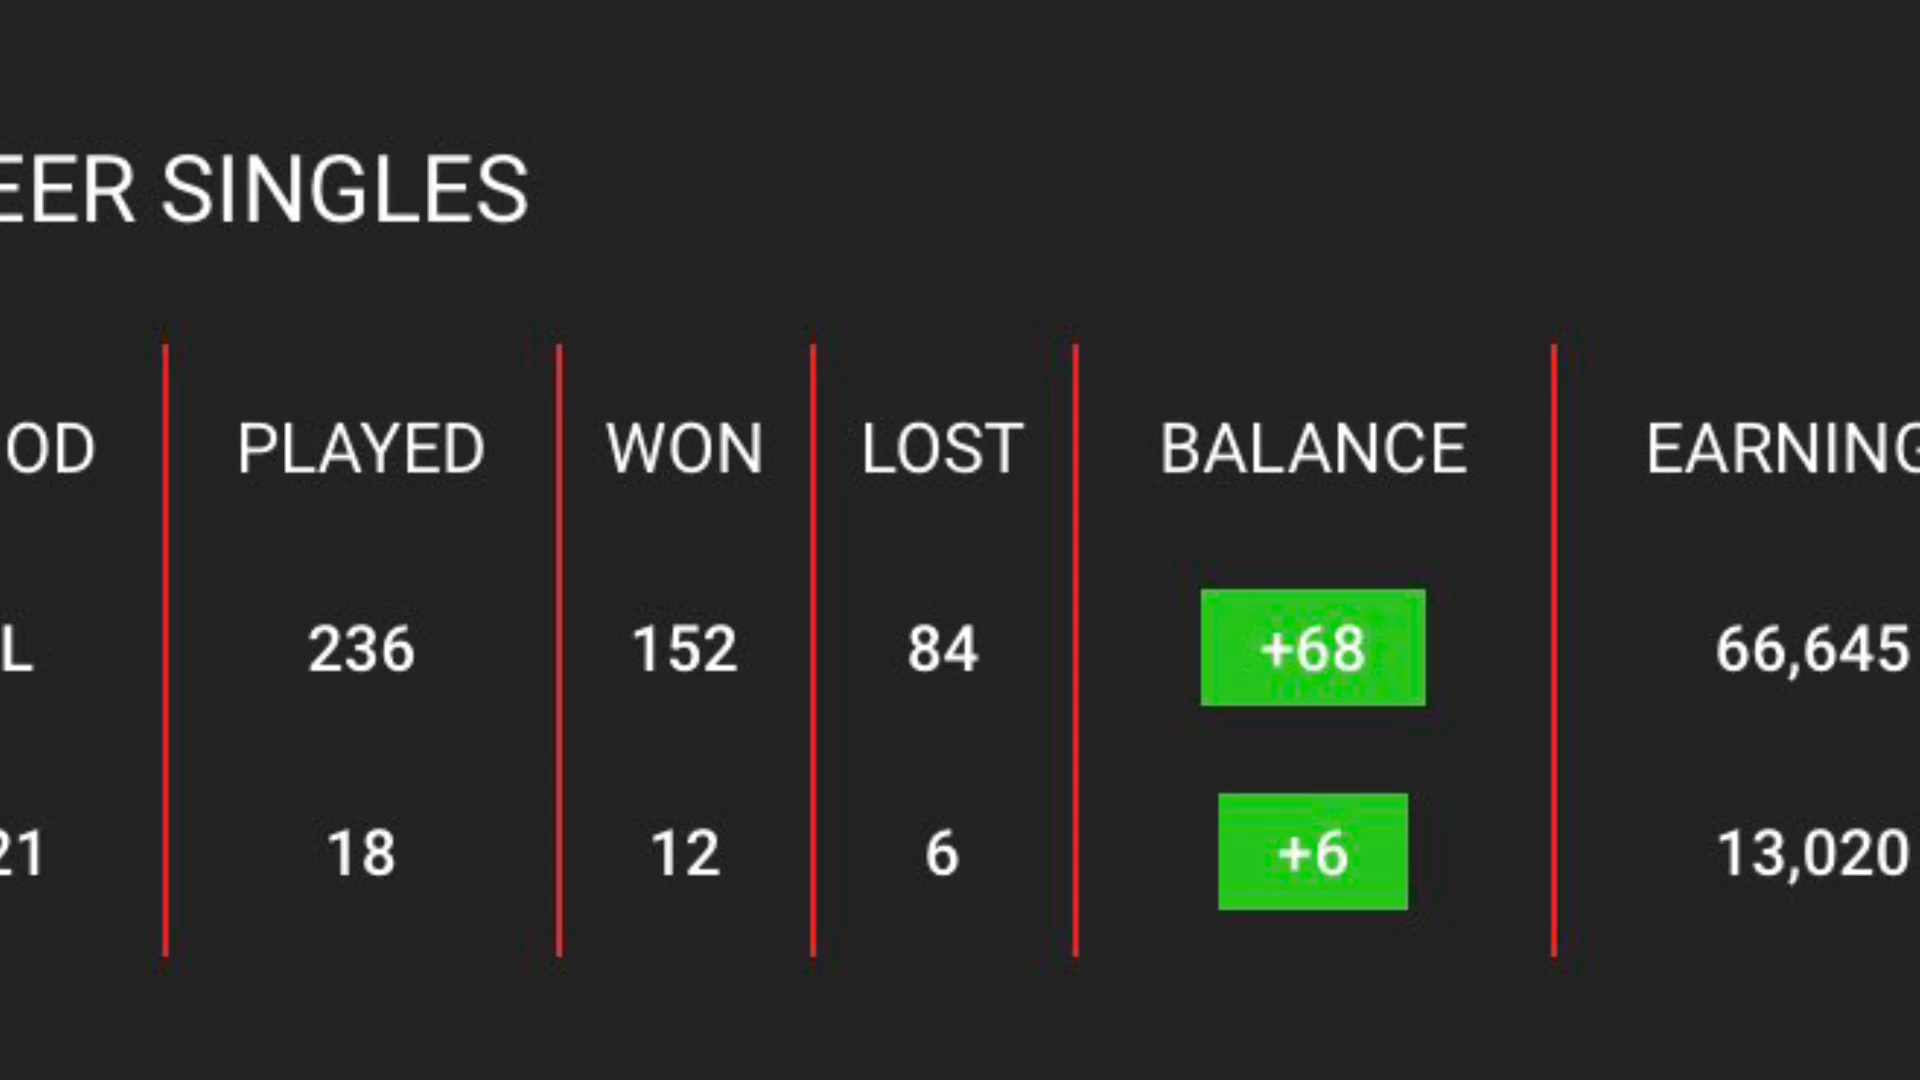 EER SINGLES
OD PLAYED WON LOST BALANCE EARNING
L 236 152 84 +68 66,645
21 18 12 6 +6 13,020